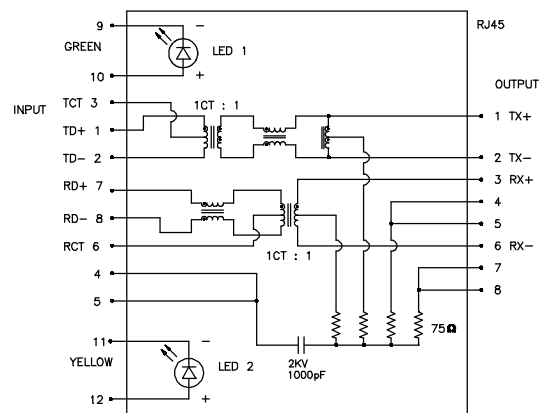 9
−
RJ45
GREEN
LED 1
10
+
OUTPUT
INPUT
TCT 3
1CT : 1
1 TX+
TD+ 1
TD- 2
2 TX-
RD+ 7
3 RX+
4
RD- 8
5
RCT 6
6 RX-
1CT : 1
4
7
5
8
75Ω
11
−
2KV
1000pF
YELLOW
LED 2
12
+